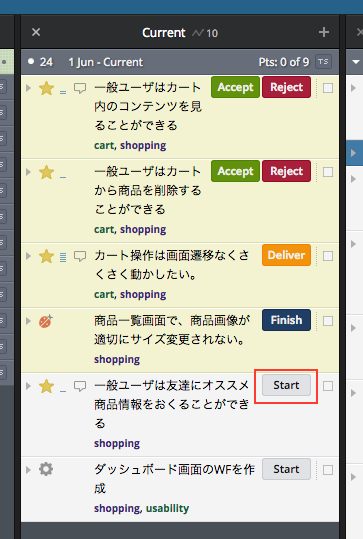 Current 10
24 1 Jun - Current Pts: 0 of 9 TS
一般ユーザはカート
内のコンテンツを見
ることができる
cart, shopping
Accept Reject
一般ユーザはカート
から商品を削除する
ことができる
cart, shopping
Accept Reject
カート操作は画面遷移なくさ
くさく動かしたい。
cart, shopping
Deliver
商品一覧画面で、商品画像が
適切にサイズ変更されない。
shopping
Finish
一般ユーザは友達にオススメ
商品情報をおくることができ
る
shopping
Start
ダッシュボード画面のWFを作
成
shopping, usability
Start